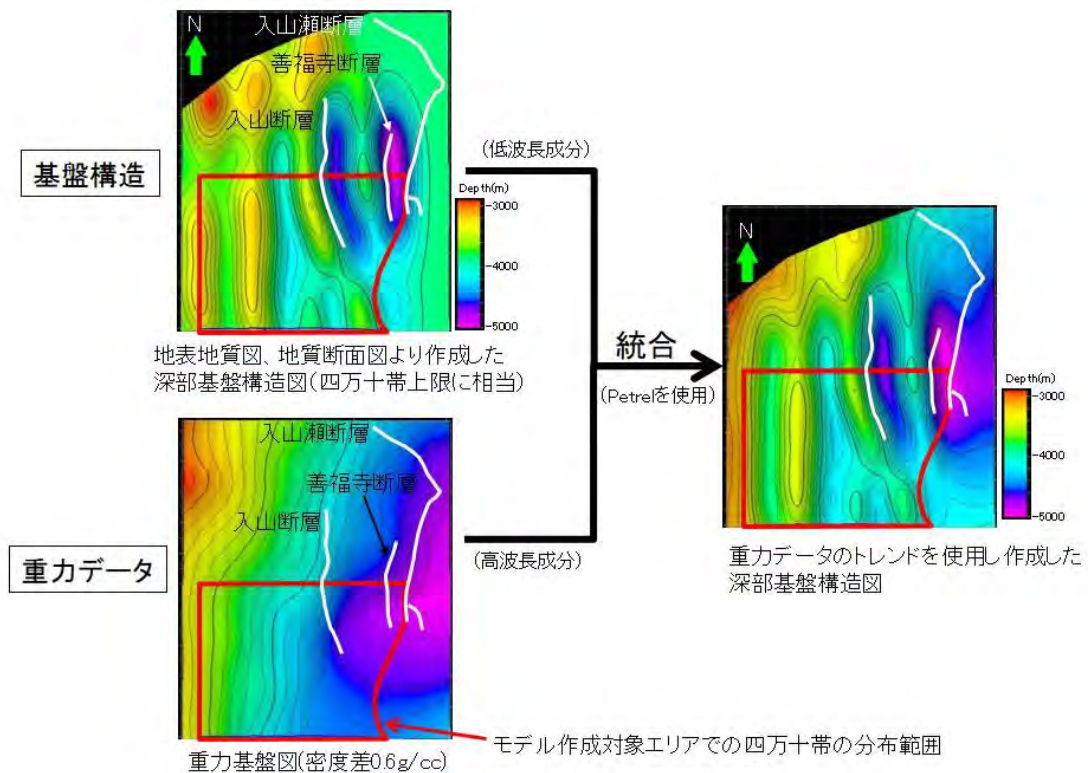 N
入山瀬断層
善福寺断層
入山断層
基盤構造
(低波長成分)
Depth(m)
-3000
-4000
-5000
地表地質図、地質断面図より作成した
深部基盤構造図(四万十帯上限に相当)
統合
(Petrelを使用)
N
Depth(m)
-3000
-4000
-5000
重力データのトレンドを使用し作成した
深部基盤構造図
入山瀬断層
善福寺断層
入山断層
重力データ
(高波長成分)
モデル作成対象エリアでの四万十帯の分布範囲
重力基盤図(密度差0.6g/cc)